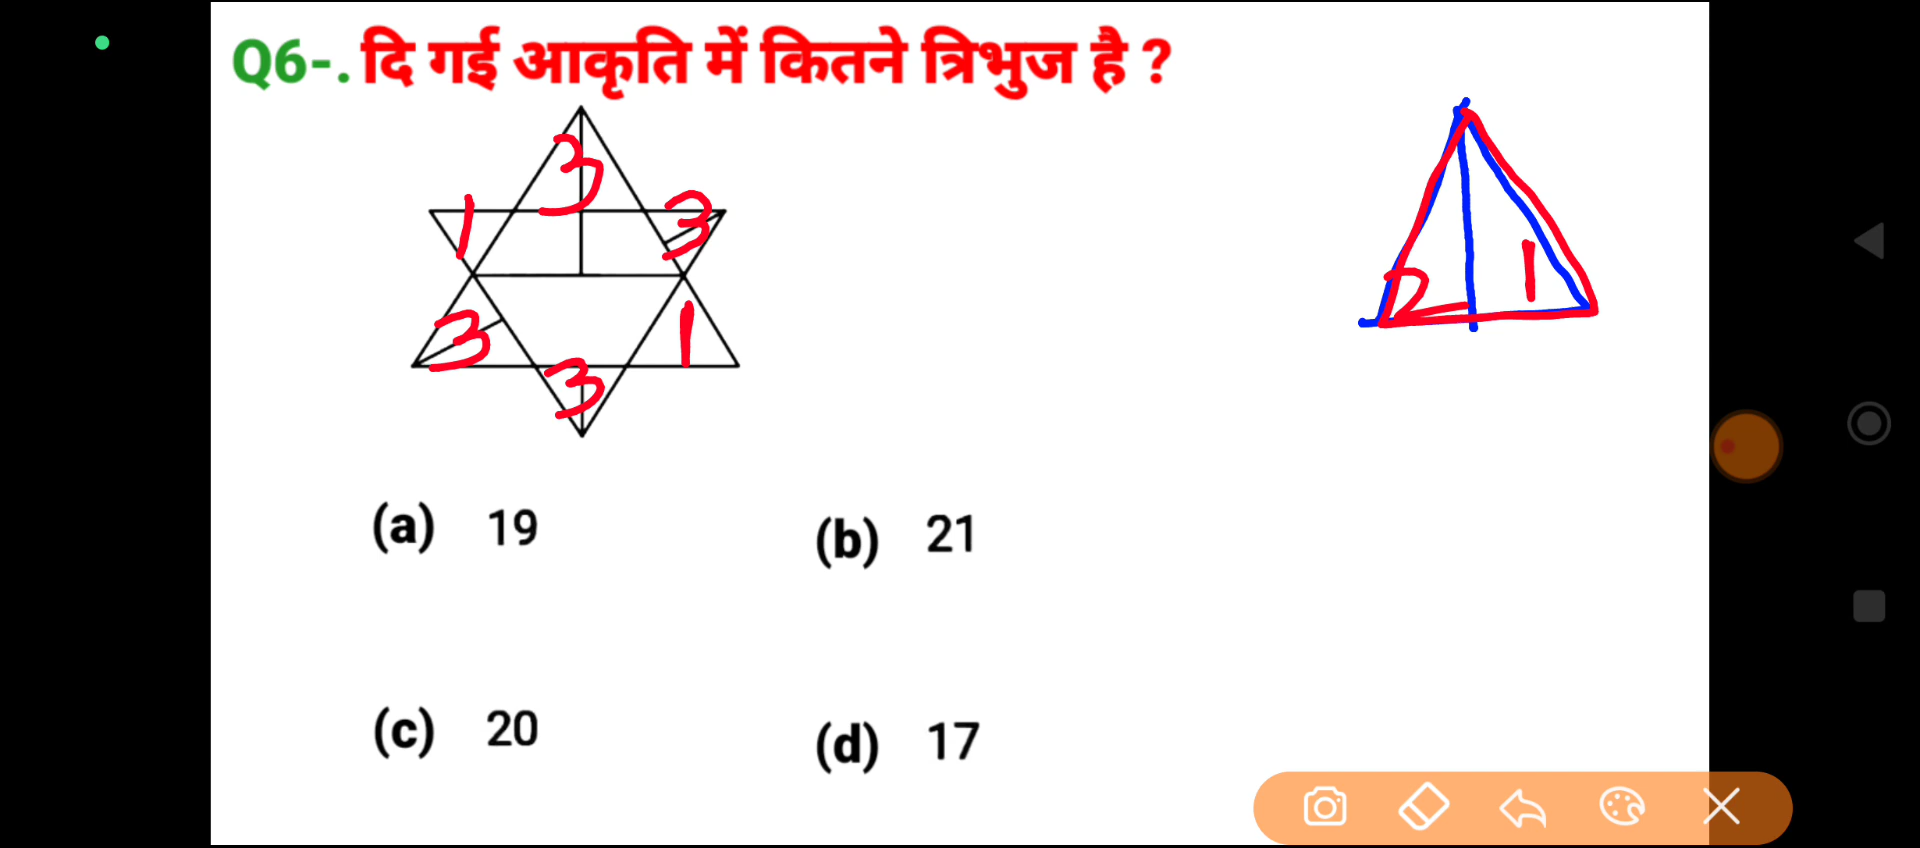 Q6-. दि गई आकृति में कितने त्रिभुज है ?
3
1 3
3 1
3
2 1
(a) 19 (b) 21
(c) 20 (d) 17